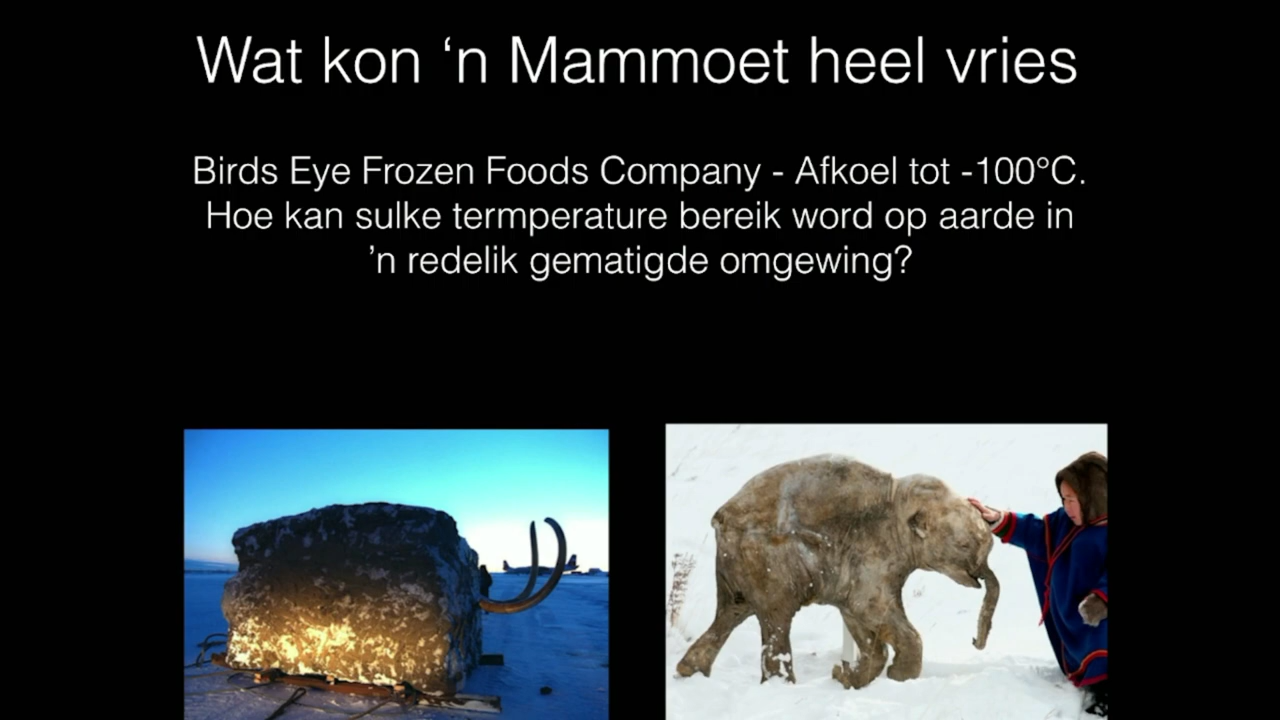 Wat kon ‘n Mammoet heel vries
Birds Eye Frozen Foods Company - Afkoel tot -100°C.
Hoe kan sulke termperature bereik word op aarde in
’n redelik gematigde omgewing?